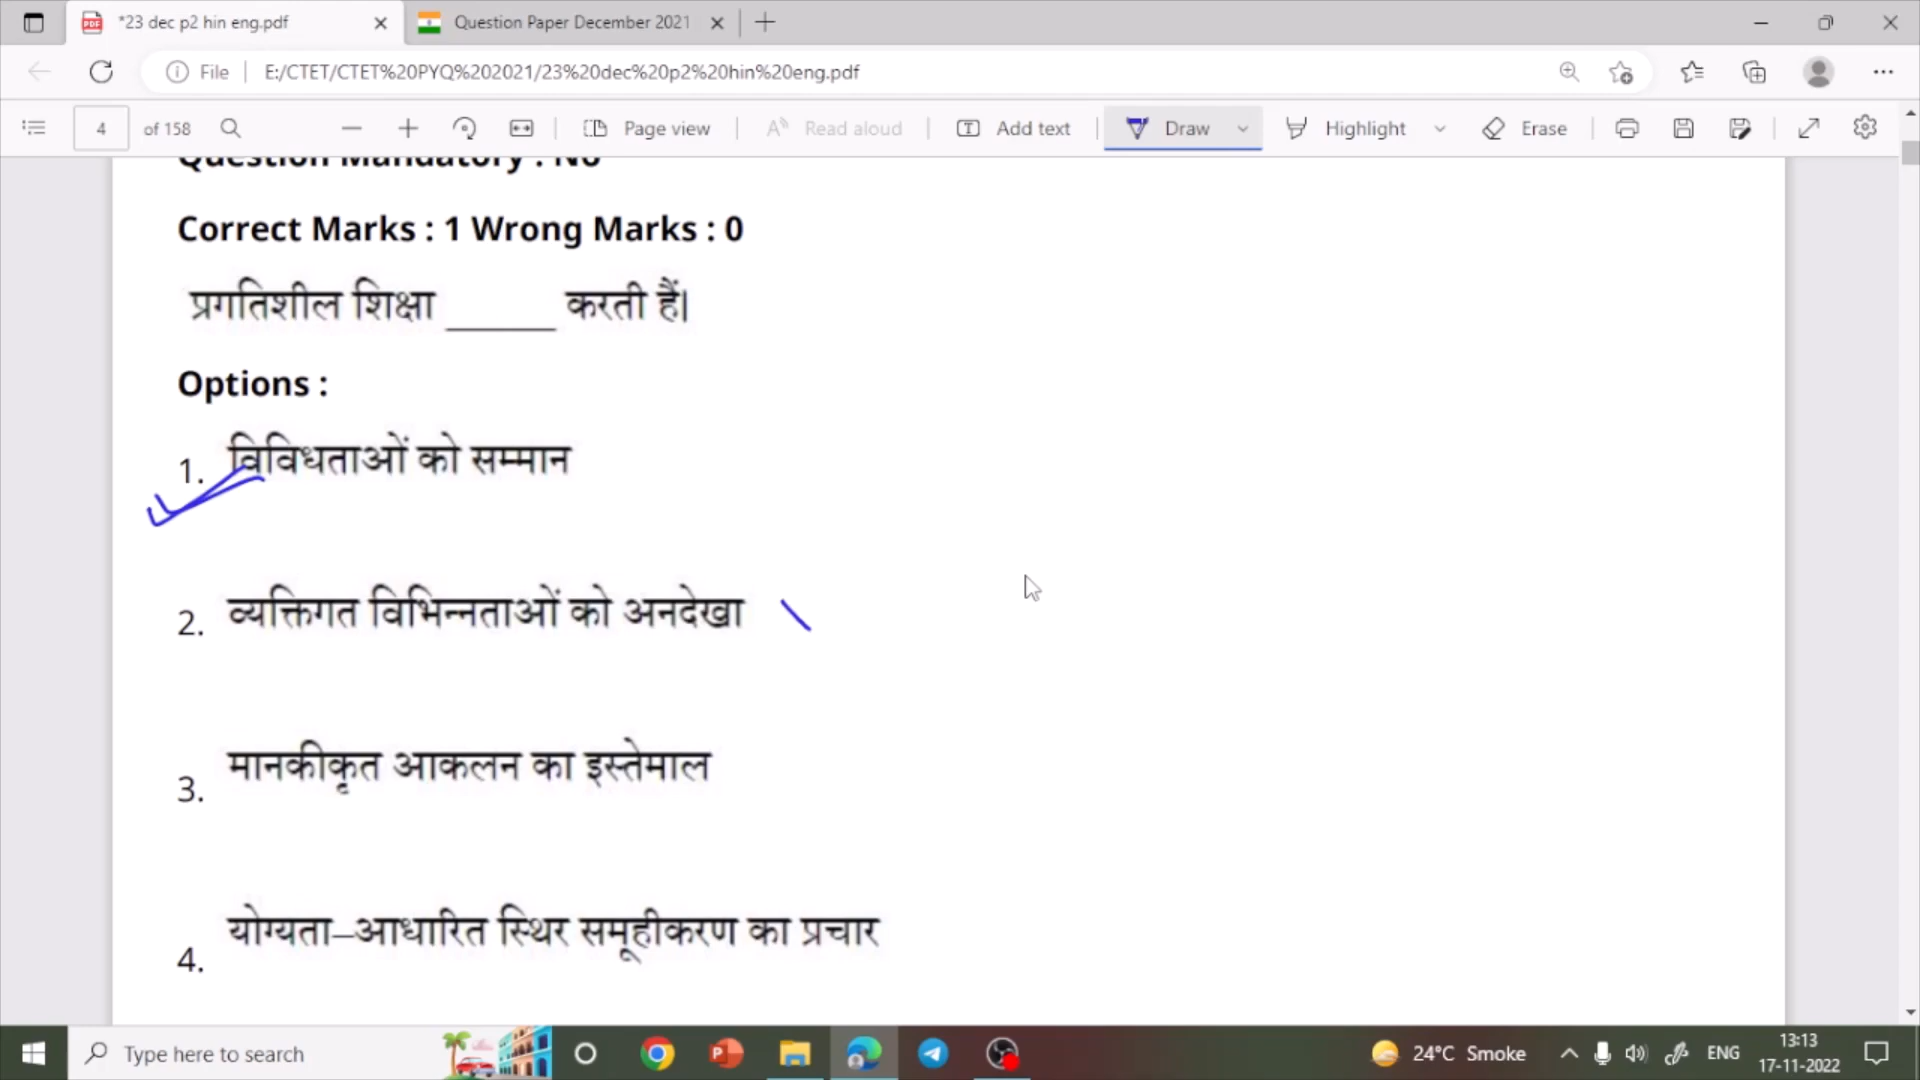 *23 dec p2 hin eng.pdf
Question Paper December 2021
File
E:/CTET/CTET%20PYQ%202021/23%20dec%20p2%20hin%20eng.pdf
4 of 158
Page view
Read aloud
Add text
Draw
Highlight
Erase
Question Mandatory : No
Correct Marks : 1 Wrong Marks : 0
प्रगतिशील शिक्षा ______ करती हैं।
Options :
1. विविधताओं को सम्मान
2. व्यक्तिगत विभिन्नताओं को अनदेखा
3. मानकीकृत आकलन का इस्तेमाल
4. योग्यता–आधारित स्थिर समूहीकरण का प्रचार
Type here to search
24°C Smoke
ENG
13:13
17-11-2022